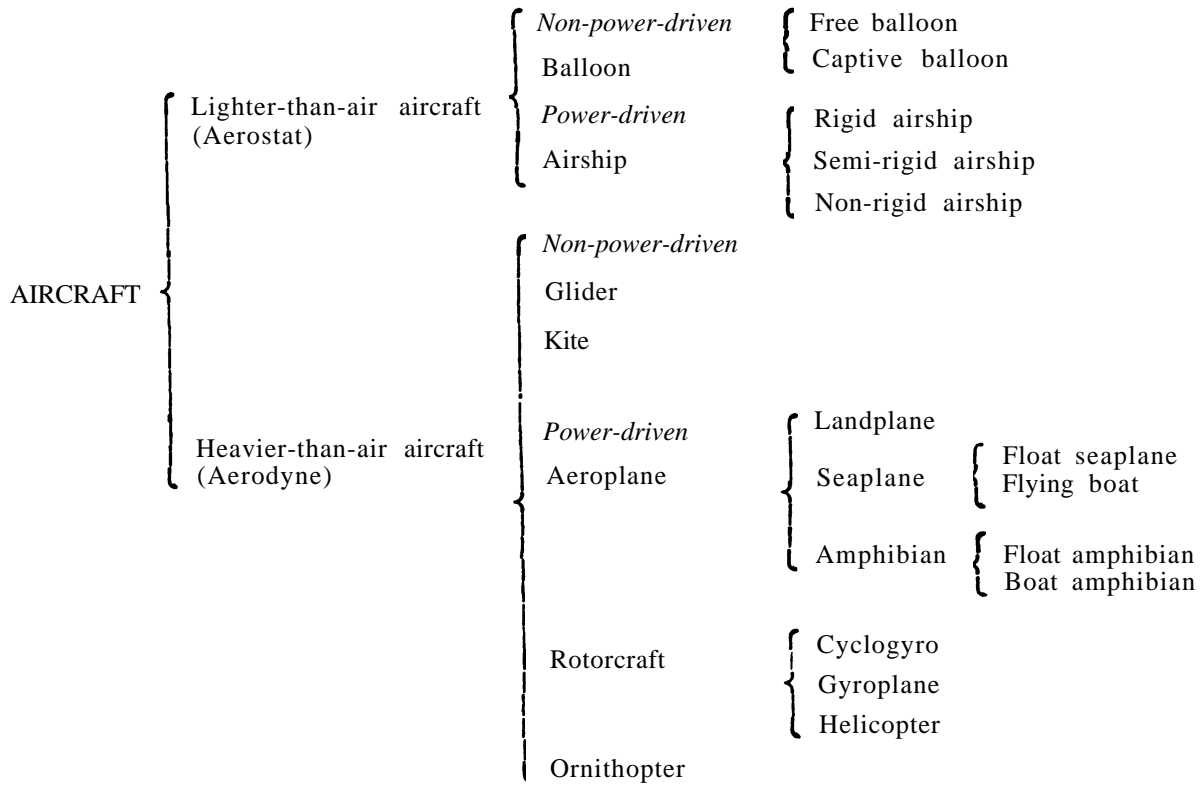 Non-power-driven
Balloon
Free balloon
Captive balloon
Lighter-than-air aircraft
(Aerostat)
Power-driven
Airship
Rigid airship
Semi-rigid airship
Non-rigid airship
AIRCRAFT
Non-power-driven
Glider
Kite
Heavier-than-air aircraft
(Aerodyne)
Power-driven
Aeroplane
Landplane
Seaplane
Float seaplane
Flying boat
Amphibian
Float amphibian
Boat amphibian
Rotorcraft
Cyclogyro
Gyroplane
Helicopter
Ornithopter